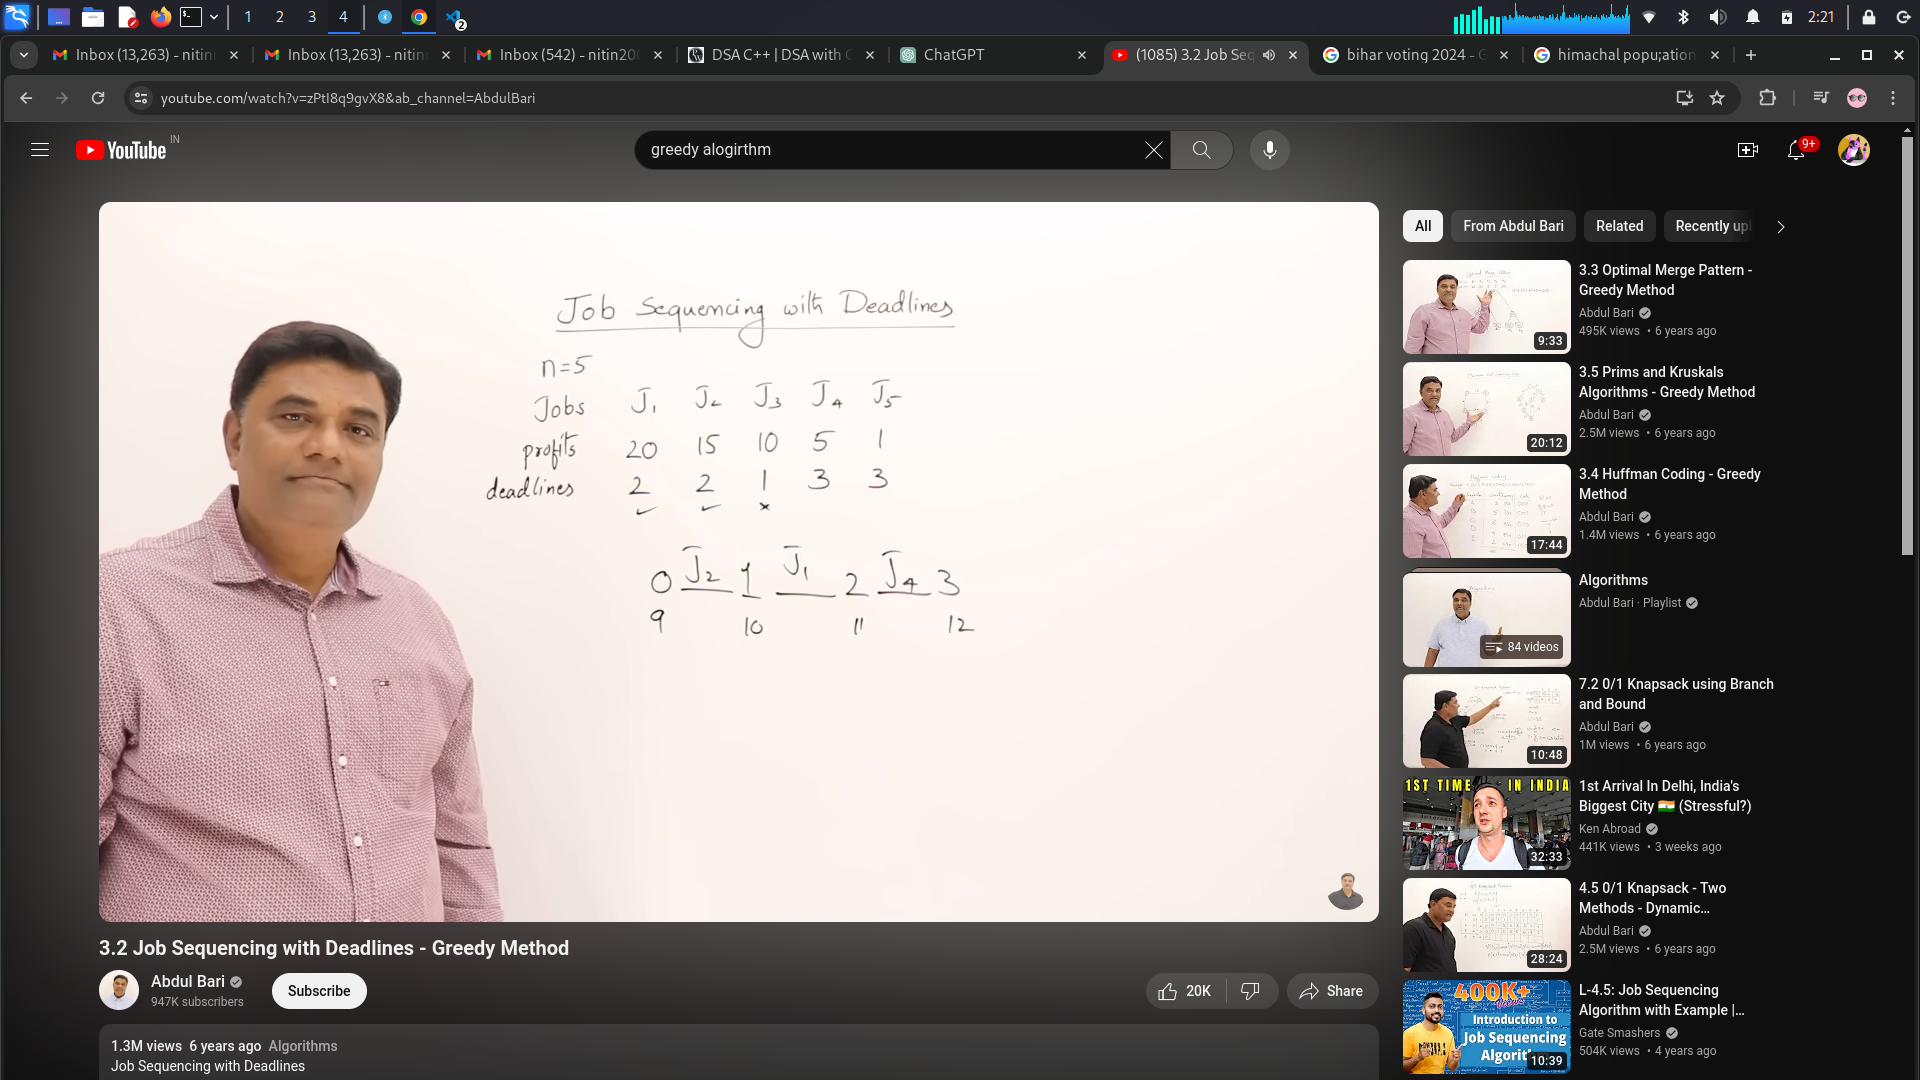 1 2 3 4 2 2:21
Inbox (13,263) - nitin Inbox (13,263) - nitin Inbox (542) - nitin20 DSA C++ | DSA with C ChatGPT (1085) 3.2 Job Seq bihar voting 2024 - G himachal popu;ation
youtube.com/watch?v=zPtI8q9gvX8&ab_channel=AbdulBari
YouTube IN greedy alogirthm 9+
Job Sequencing with Deadlines
n=5
Jobs J1 J2 J3 J4 J5
profits 20 15 10 5 1
deadlines 2 2 1 3 3
0 J2 1 J1 2 J4 3
9 10 11 12
3.2 Job Sequencing with Deadlines - Greedy Method
Abdul Bari
947K subscribers
Subscribe
20K
Share
1.3M views 6 years ago Algorithms
Job Sequencing with Deadlines
All From Abdul Bari Related Recently upl
3.3 Optimal Merge Pattern -
Greedy Method
Abdul Bari
495K views • 6 years ago
9:33
3.5 Prims and Kruskals
Algorithms - Greedy Method
Abdul Bari
2.5M views • 6 years ago
20:12
3.4 Huffman Coding - Greedy
Method
Abdul Bari
1.4M views • 6 years ago
17:44
Algorithms
Abdul Bari · Playlist
84 videos
7.2 0/1 Knapsack using Branch
and Bound
Abdul Bari
1M views • 6 years ago
10:48
1ST TIME IN INDIA
1st Arrival In Delhi, India's
Biggest City 🇮🇳 (Stressful?)
Ken Abroad
441K views • 3 weeks ago
32:33
4.5 0/1 Knapsack - Two
Methods - Dynamic...
Abdul Bari
2.5M views • 6 years ago
28:24
400K+
Views
Introduction to
Job Sequencing
Algorit
10:39
L-4.5: Job Sequencing
Algorithm with Example |...
Gate Smashers
504K views • 4 years ago